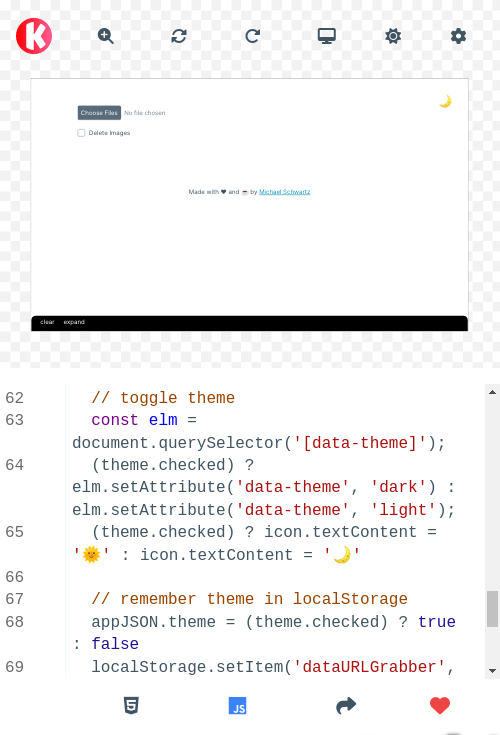 K
Choose Files No file chosen
Delete Images
Made with ❤ and ☕ by Michael Schwartz
clear expand
62 // toggle theme
63 const elm =
document.querySelector('[data-theme]');
64 (theme.checked) ?
elm.setAttribute('data-theme', 'dark') :
elm.setAttribute('data-theme', 'light');
65 (theme.checked) ? icon.textContent =
'🌞' : icon.textContent = '🌙'
66
67 // remember theme in localStorage
68 appJSON.theme = (theme.checked) ? true
: false
69 localStorage.setItem('dataURLGrabber',
5 JS